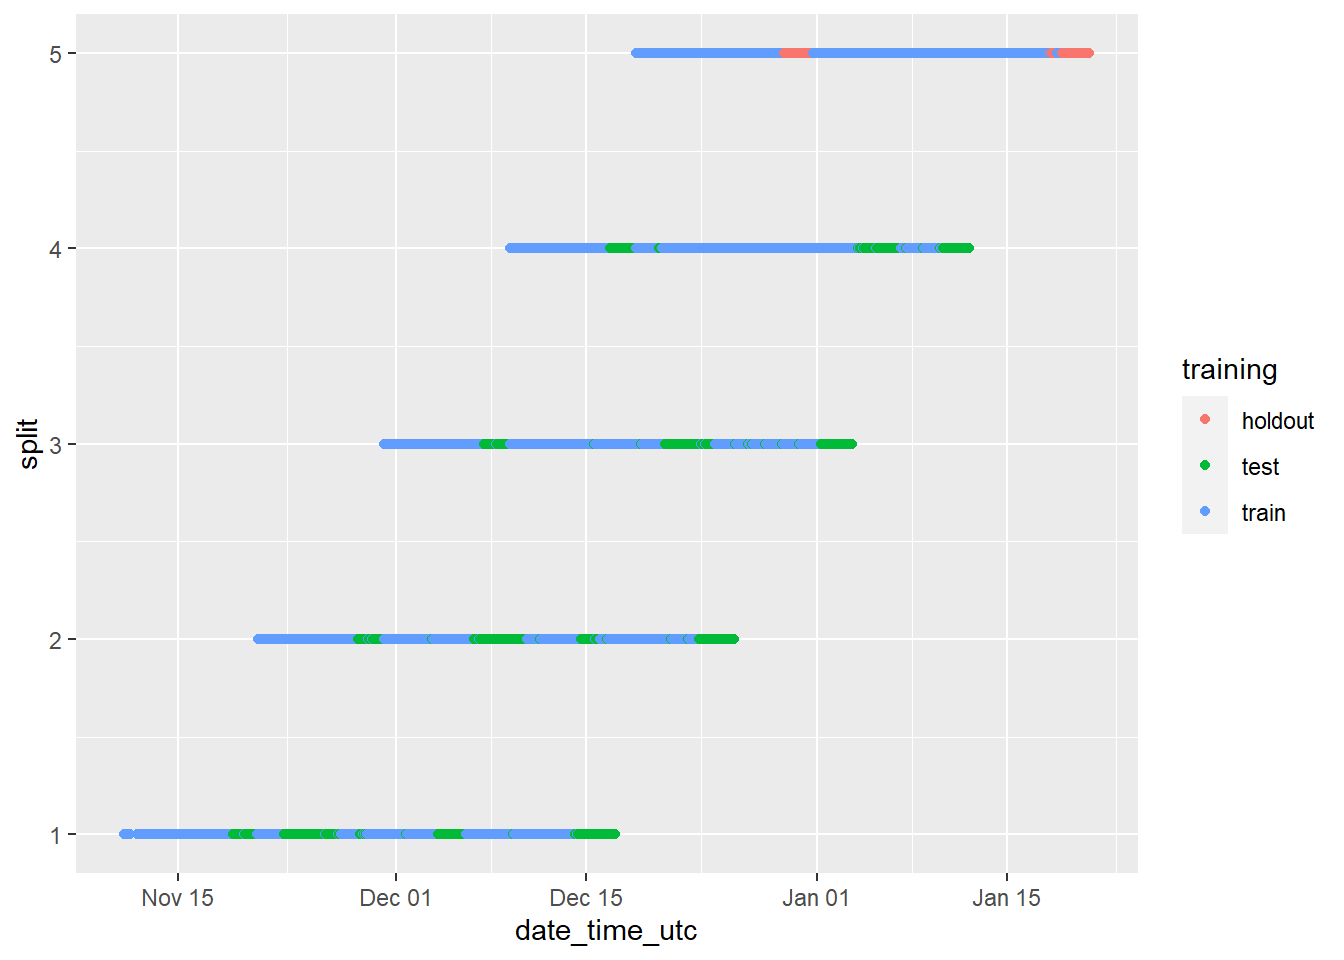 5
4
3
2
1
split
Nov 15
Dec 01
Dec 15
Jan 01
Jan 15
date_time_utc
training
holdout
test
train